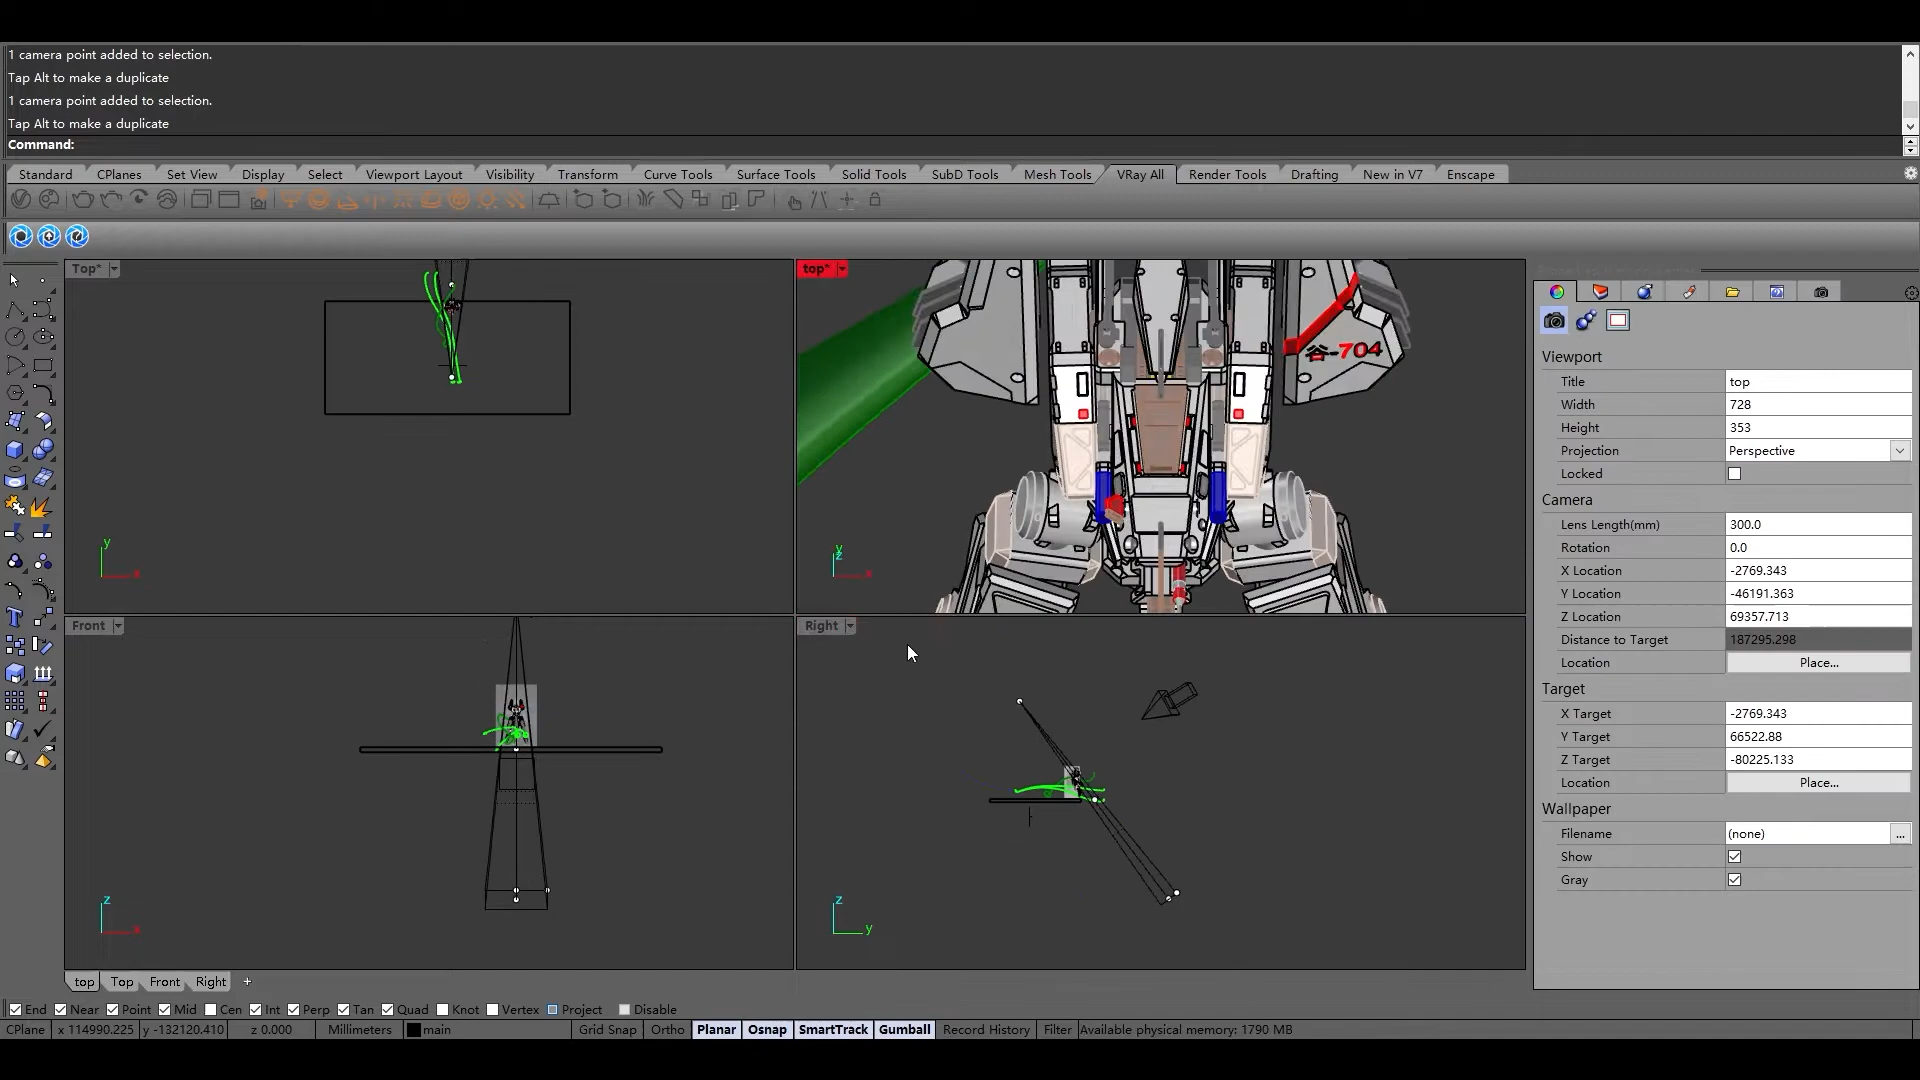 1 camera point added to selection.
Tap Alt to make a duplicate
1 camera point added to selection.
Tap Alt to make a duplicate
Command:
Standard CPlanes Set View Display Select Viewport Layout Visibility Transform Curve Tools Surface Tools Solid Tools SubD Tools Mesh Tools VRay All Render Tools Drafting New in V7 Enscape
Top*
top*
谷-704
y
x
y
z
x
Front
Right
z
x
z
y
Viewport
Title top
Width 728
Height 353
Projection Perspective
Locked
Camera
Lens Length(mm) 300.0
Rotation 0.0
X Location -2769.343
Y Location -46191.363
Z Location 69357.713
Distance to Target 187295.298
Location Place...
Target
X Target -2769.343
Y Target 66522.88
Z Target -80225.133
Location Place...
Wallpaper
Filename (none) ...
Show
Gray
top Top Front Right +
End Near Point Mid Cen Int Perp Tan Quad Knot Vertex Project Disable
CPlane x 114990.225 y -132120.410 z 0.000 Millimeters main Grid Snap Ortho Planar Osnap SmartTrack Gumball Record History Filter Available physical memory: 1790 MB